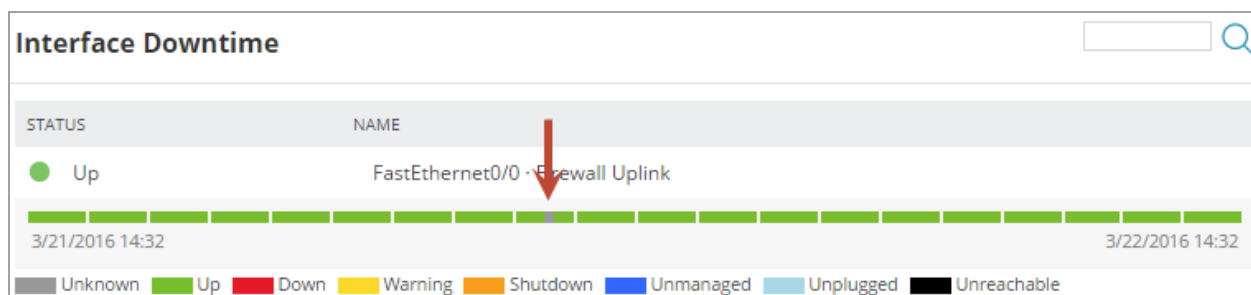 Interface Downtime
STATUS NAME
Up FastEthernet0/0 · Firewall Uplink
3/21/2016 14:32 3/22/2016 14:32
Unknown Up Down Warning Shutdown Unmanaged Unplugged Unreachable